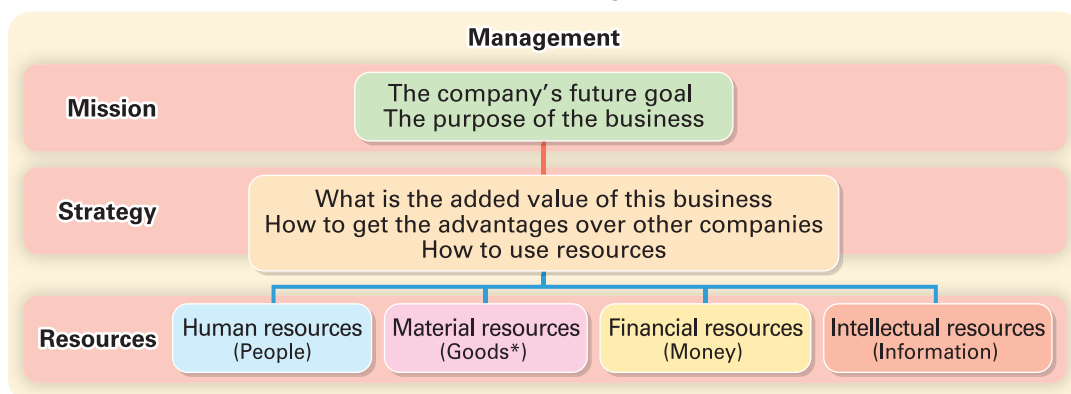 Management
Mission
The company's future goal
The purpose of the business
Strategy
What is the added value of this business
How to get the advantages over other companies
How to use resources
Resources
Human resources
(People)
Material resources
(Goods*)
Financial resources
(Money)
Intellectual resources
(Information)